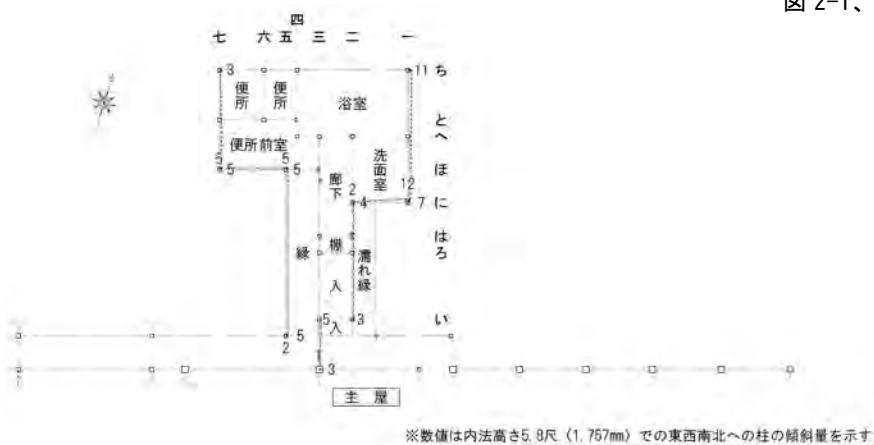 図 2-1、
四
七 六 五 三 二 一
3 11 ち
便所 便所 浴室
と
へ
便所前室
5 5 5 5
洗面室
ほ
廊下
2 4 12 7 に
は
ろ
縁 棚 濡れ縁
入
5 3 い
入
5
2
3
主屋
※数値は内法高さ5.8尺（1,757mm）での東西南北への柱の傾斜量を示す